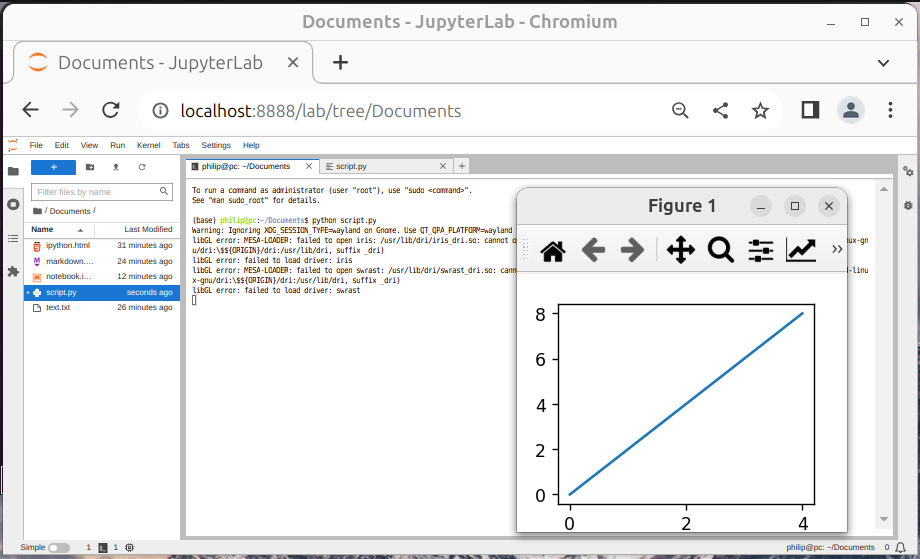 Documents - JupyterLab - Chromium
Documents - JupyterLab
localhost:8888/lab/tree/Documents
File Edit View Run Kernel Tabs Settings Help
Filter files by name
/ Documents /
Name Last Modified
ipython.html 31 minutes ago
markdown.… 24 minutes ago
notebook.i… 12 minutes ago
script.py seconds ago
text.txt 26 minutes ago
philip@pc: ~/Documents
script.py
To run a command as administrator (user "root"), use "sudo <command>".
See "man sudo_root" for details.
(base) philip@pc:~/Documents$ python script.py
Warning: Ignoring XDG_SESSION_TYPE=wayland on Gnome. Use QT_QPA_PLATFORM=wayland
libGL error: MESA-LOADER: failed to open iris: /usr/lib/dri/iris_dri.so: cannot o
ux-gn
u/dri:\$${ORIGIN}/dri:/usr/lib/dri, suffix _dri)
libGL error: failed to load driver: iris
libGL error: MESA-LOADER: failed to open swrast: /usr/lib/dri/swrast_dri.so: canno
d-linu
x-gnu/dri:\$${ORIGIN}/dri:/usr/lib/dri, suffix _dri)
libGL error: failed to load driver: swrast
Figure 1
8
6
4
2
0
0 2 4
Simple 1 1
philip@pc: ~/Documents 0